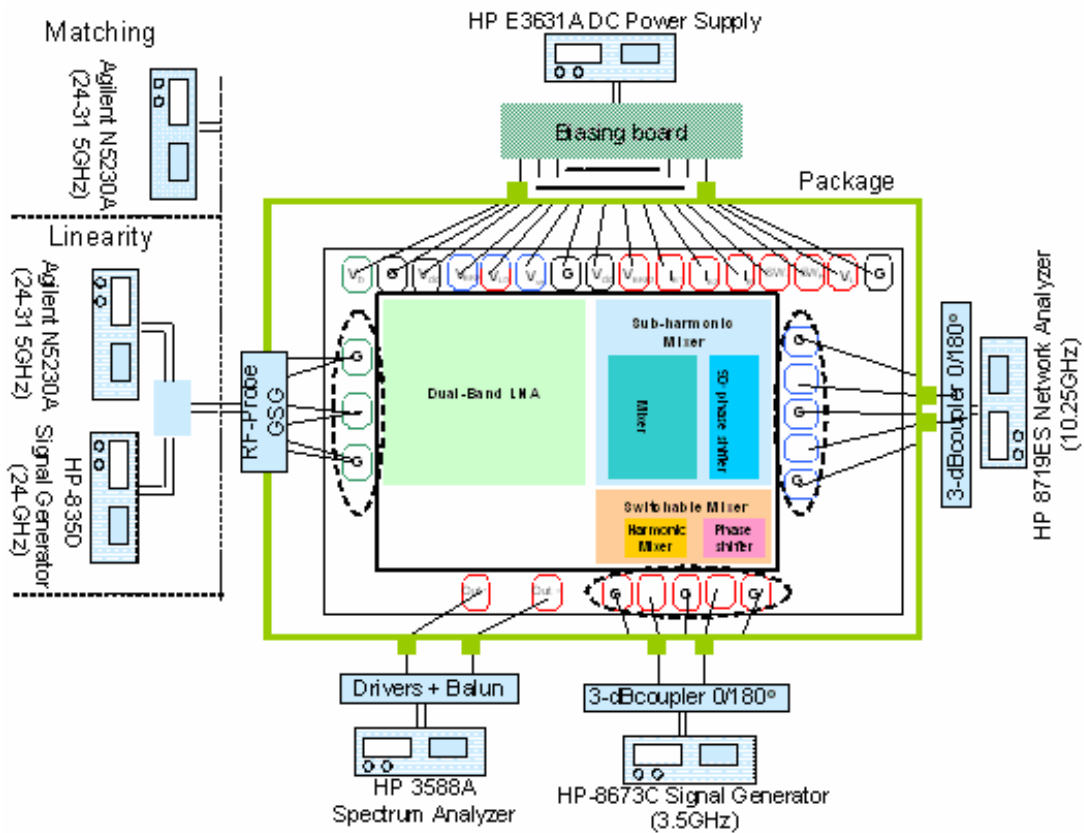 HP E3631A DC Power Supply
Matching
Agilent N5230A
(24-31 5GHz)
Biasing board
Package
Linearity
Agilent N5230A
(24-31 5GHz)
HP-8350
Signal Generator
(24-GHz)
RF-Probe
GSG
G
G
G
G
G
G
Dual-Band LNA
Sub-harmonic
Mixer
Mixer
Switchable Mixer
Harmonic
Mixer
Phase
shifter
G
G
G
3-dBcoupler 0/180°
HP 8719ES Network Analyzer
(10.25GHz)
Out
Out
G
G
G
Drivers + Balun
3-dBcoupler 0/180°
HP 3588A
Spectrum Analyzer
HP-8673C Signal Generator
(3.5GHz)